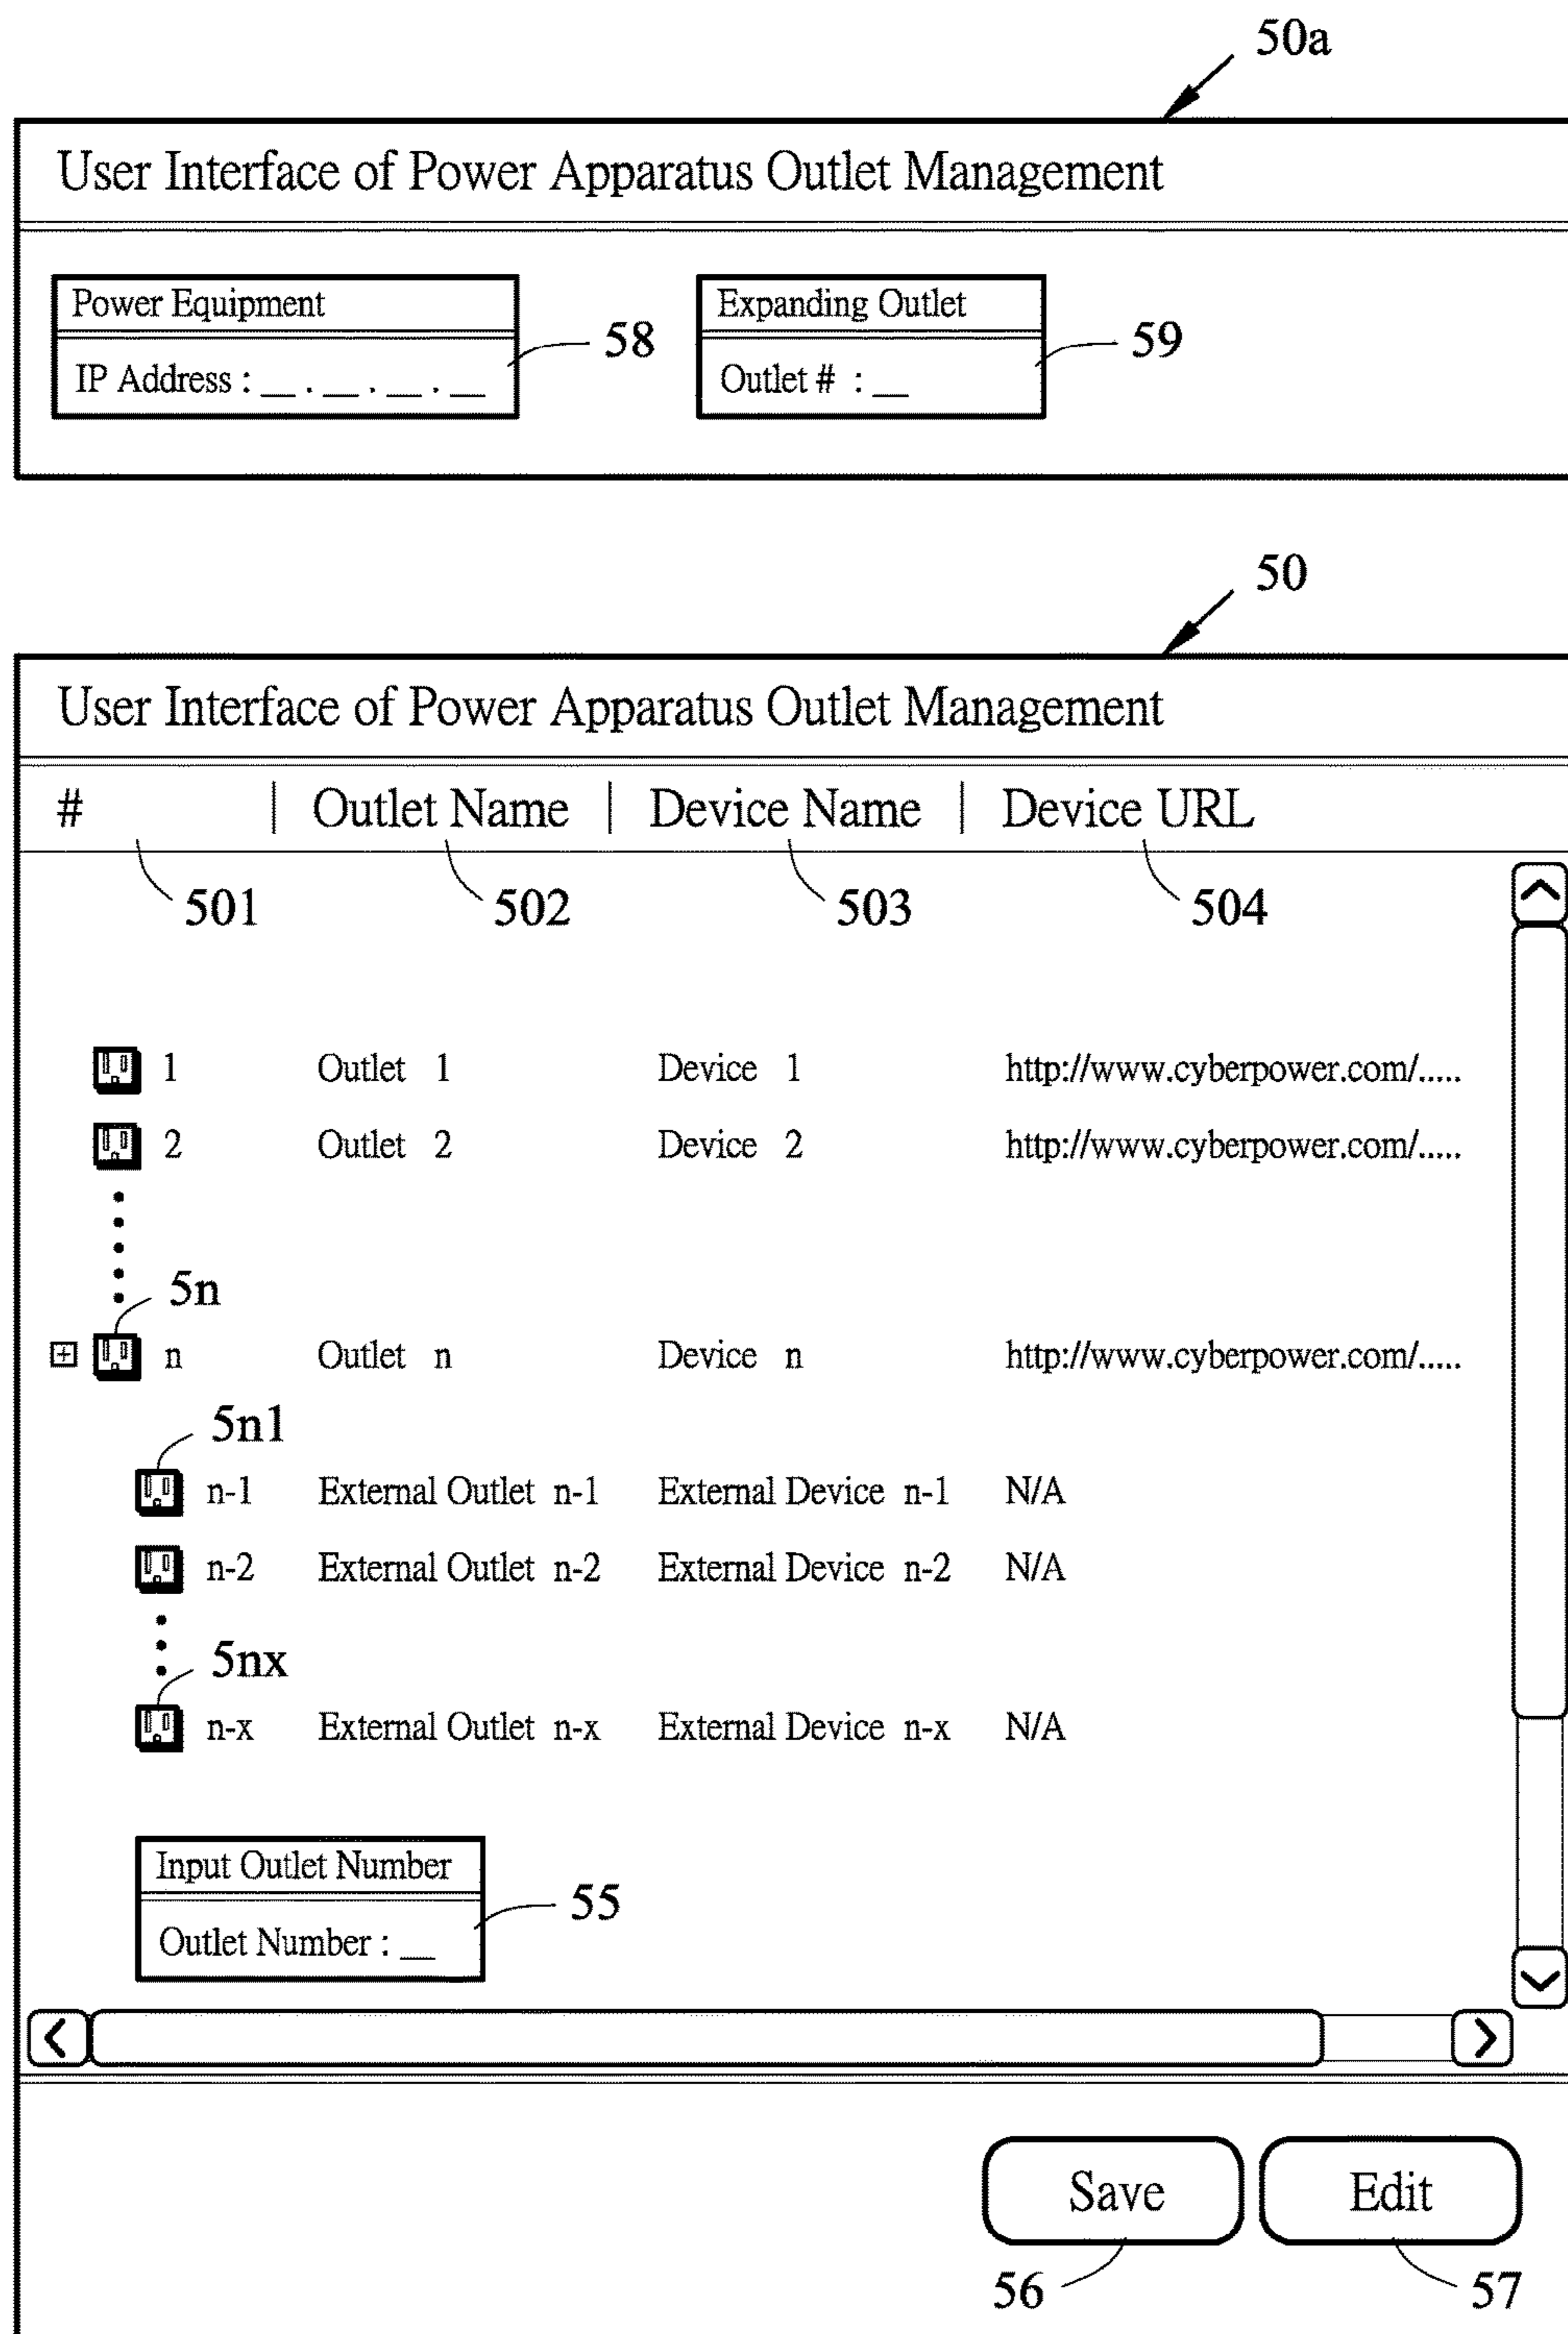 50a
User Interface of Power Apparatus Outlet Management
Power Equipment
IP Address : __ . __ . __ . __
58
Expanding Outlet
Outlet # : __
59
50
User Interface of Power Apparatus Outlet Management
# | Outlet Name | Device Name | Device URL
501 502 503 504
1 Outlet 1 Device 1 http://www.cyberpower.com/.....
2 Outlet 2 Device 2 http://www.cyberpower.com/.....
5n
n Outlet n Device n http://www.cyberpower.com/.....
5n1
n-1 External Outlet n-1 External Device n-1 N/A
n-2 External Outlet n-2 External Device n-2 N/A
5nx
n-x External Outlet n-x External Device n-x N/A
Input Outlet Number
Outlet Number : __
55
Save Edit
56 57